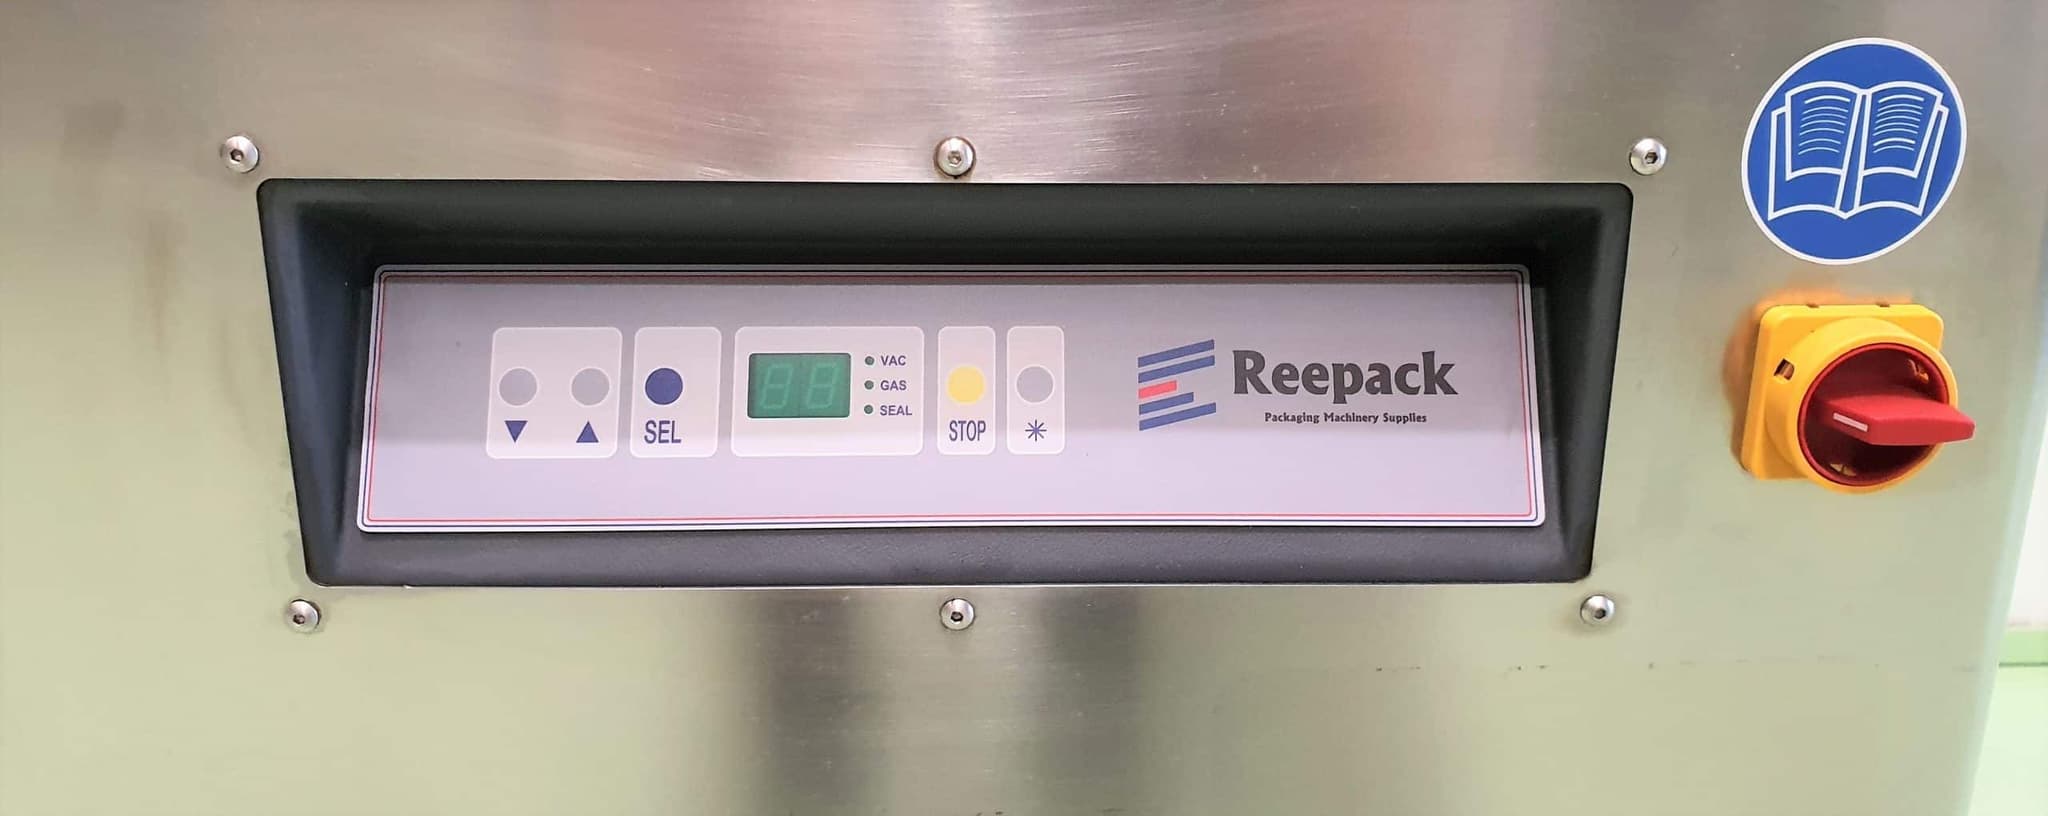 VAC
GAS
SEAL
▼ ▲ SEL STOP ✳
Reepack
Packaging Machinery Supplies